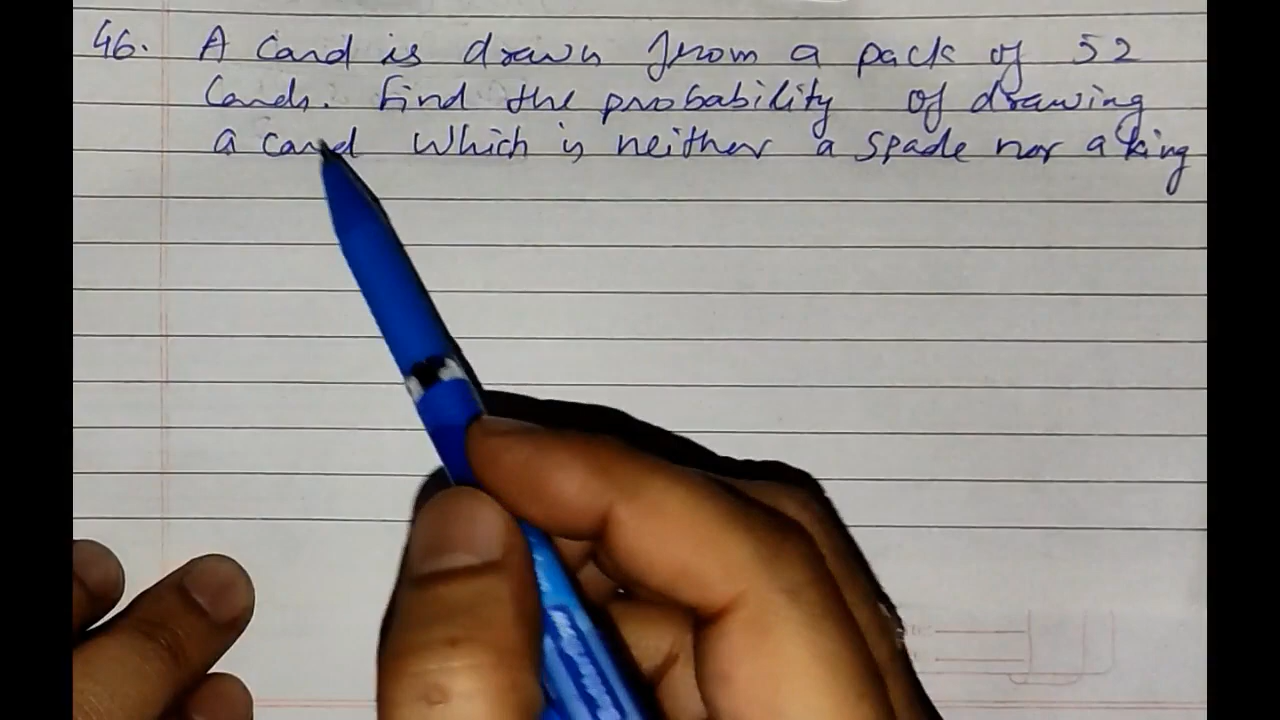 46. A Card is drawn from a pack of 52
Cards. Find the probability of drawing
a card which is neither a spade nor a king